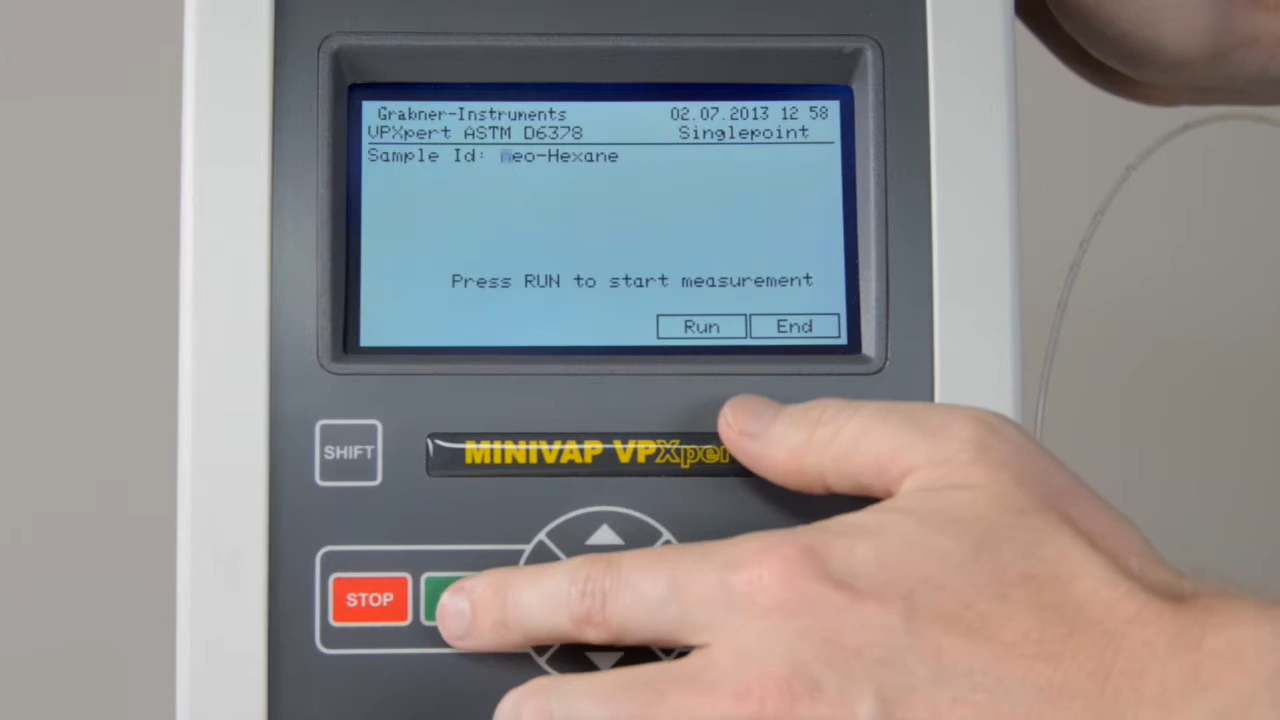 Grabner-Instruments 02.07.2013 12 58
VPXpert ASTM D6378 Singlepoint
Sample Id: neo-Hexane
Press RUN to start measurement
Run End
SHIFT
MINIVAP VPXper
STOP